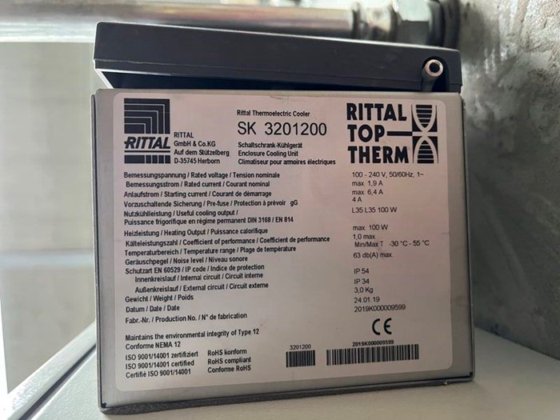 RITTAL
RITTAL
GmbH & Co.KG
Auf dem Stützelberg
D-35745 Herborn
Rittal Thermoelectric Cooler
SK 3201200
Schaltschrank-Kühlgerät
Enclosure Cooling Unit
Climatiseur pour armoires électriques
RITTAL
TOP
THERM
Bemessungspannung / Rated voltage / Tension nominale 100 - 240 V, 50/60Hz, 1~
Bemessungsstrom / Rated current / Courant nominal max. 1,9 A
Anlaufstrom / Starting current / Courant de démarrage max. 6,4 A
Vorzuschaltende Sicherung / Pre-fuse / Protection à prévoir gG 4 A
Nutzkühlleistung / Useful cooling output / L35 L35 100 W
Puissance frigorifique en régime permanent DIN 3168 / EN 814
Heizleistung / Heating Output / Puissance calorifique max. 100 W
Kälteleistungszahl / Coefficient of performance / Coefficient de performance 1,0 max.
Temperaturbereich / Temperature range / Plage de température Min/Max T -30 °C - 55 °C
Geräuschpegel / Noise level / Niveau sonore 63 db(A) max.
Schutzart EN 60529 / IP code / Indice de protection
Innenkreislauf / Internal circuit / Circuit interne IP 54
Außenkreislauf / External circuit / Circuit externe IP 34
Gewicht / Weight / Poids 3,0 Kg
Datum / Date / Date 24.01.19
Fabr.-Nr. / Production No. / N° de fabrication 2019K000009599
Maintains the environmental integrity of Type 12
Conforme NEMA 12
ISO 9001/14001 zertifiziert RoHS konform
ISO 9001/14001 certified RoHS compliant
Certifié ISO 9001/14001 Conforme RoHS
CE
3201200
2019K000009599